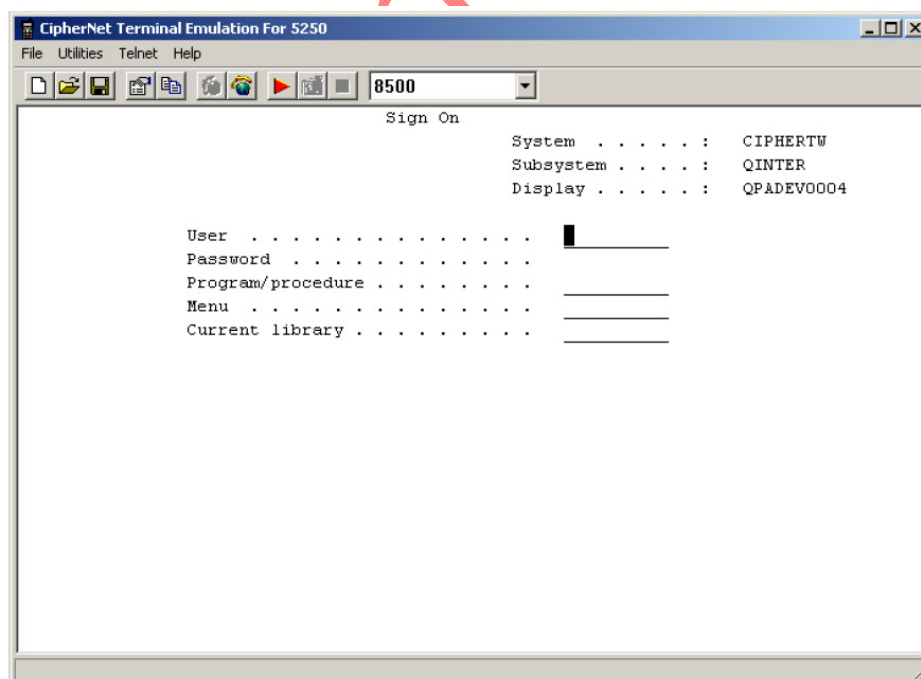 CipherNet Terminal Emulation For 5250
File Utilities Telnet Help
8500
Sign On
System . . . . . : CIPHERTW
Subsystem . . . . : QINTER
Display . . . . . : QPADEV0004
User . . . . . . . . . . . . . .
Password . . . . . . . . . . . .
Program/procedure . . . . . . . .
Menu . . . . . . . . . . . . . .
Current library . . . . . . . . .